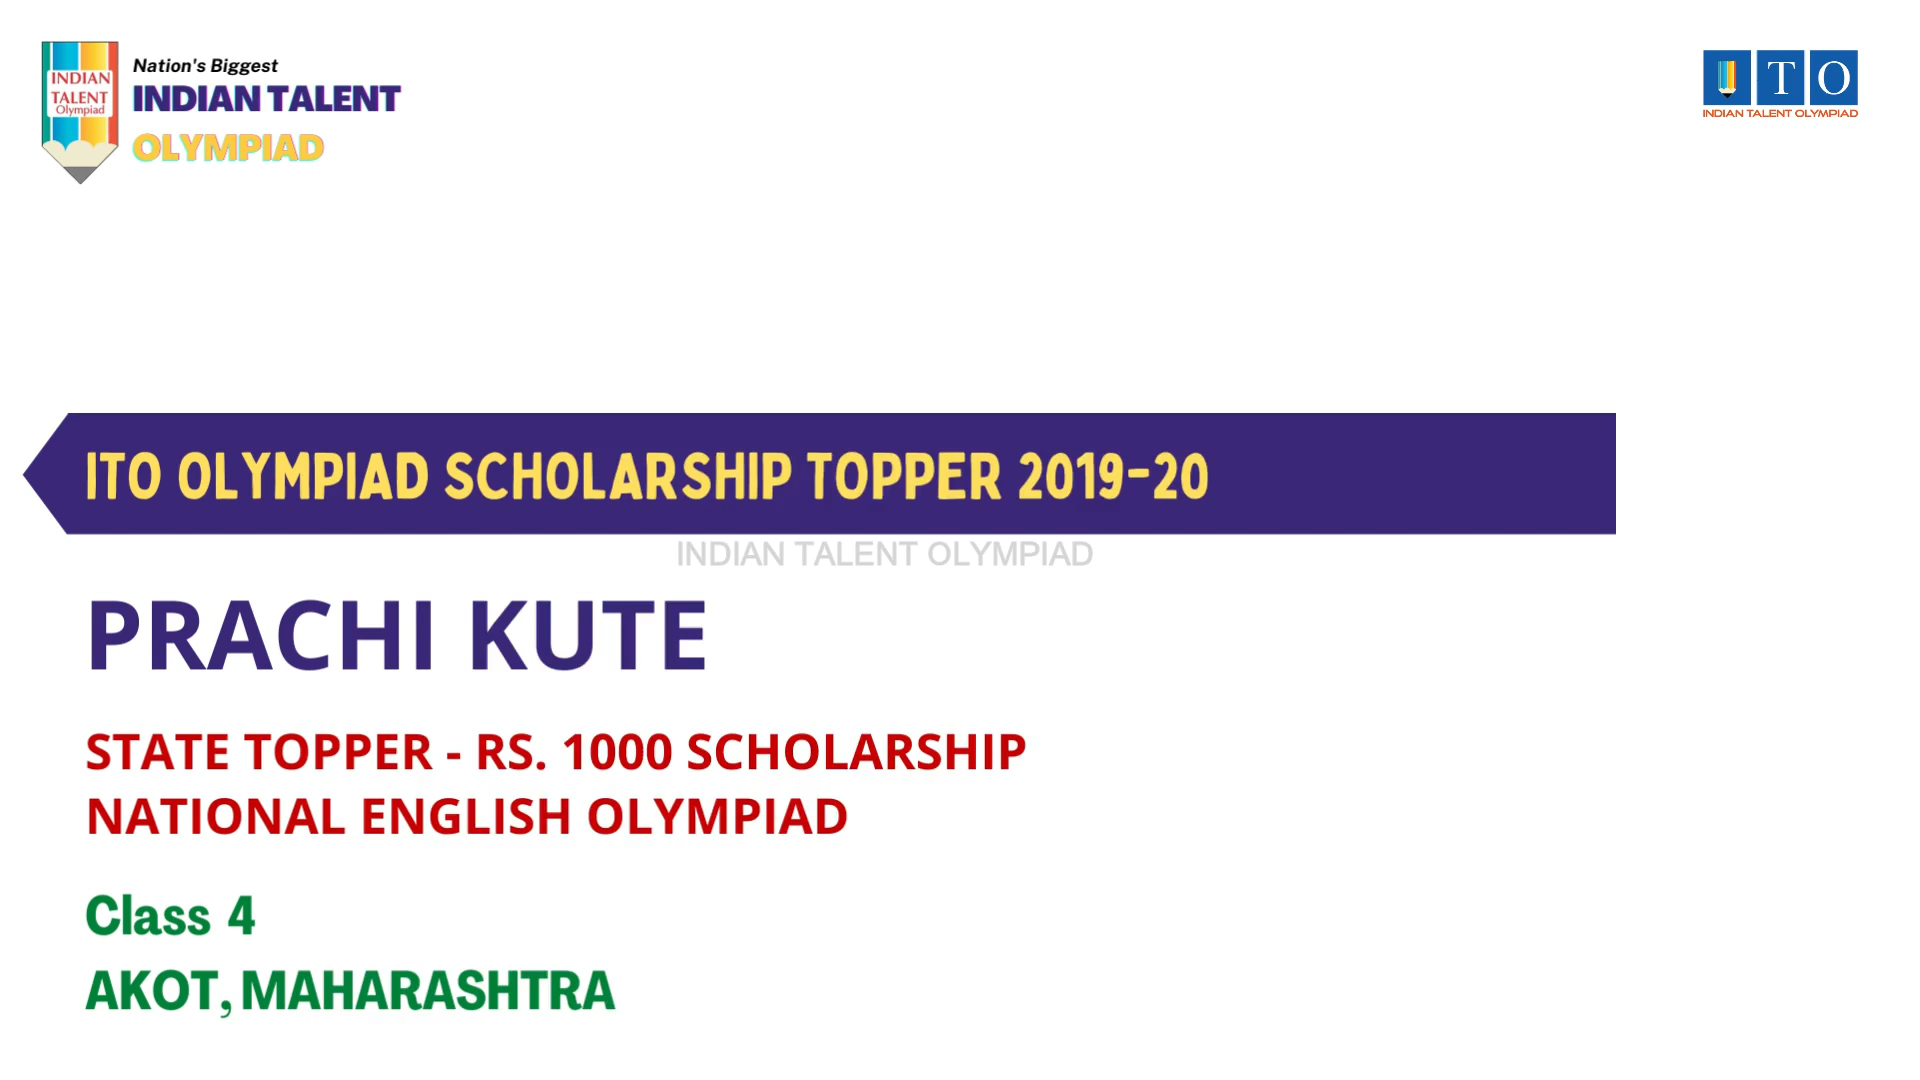 Nation's Biggest
INDIAN TALENT
OLYMPIAD
INDIAN
TALENT
Olympiad
T O
INDIAN TALENT OLYMPIAD
ITO OLYMPIAD SCHOLARSHIP TOPPER 2019-20
INDIAN TALENT OLYMPIAD
PRACHI KUTE
STATE TOPPER - RS. 1000 SCHOLARSHIP
NATIONAL ENGLISH OLYMPIAD
Class 4
AKOT, MAHARASHTRA